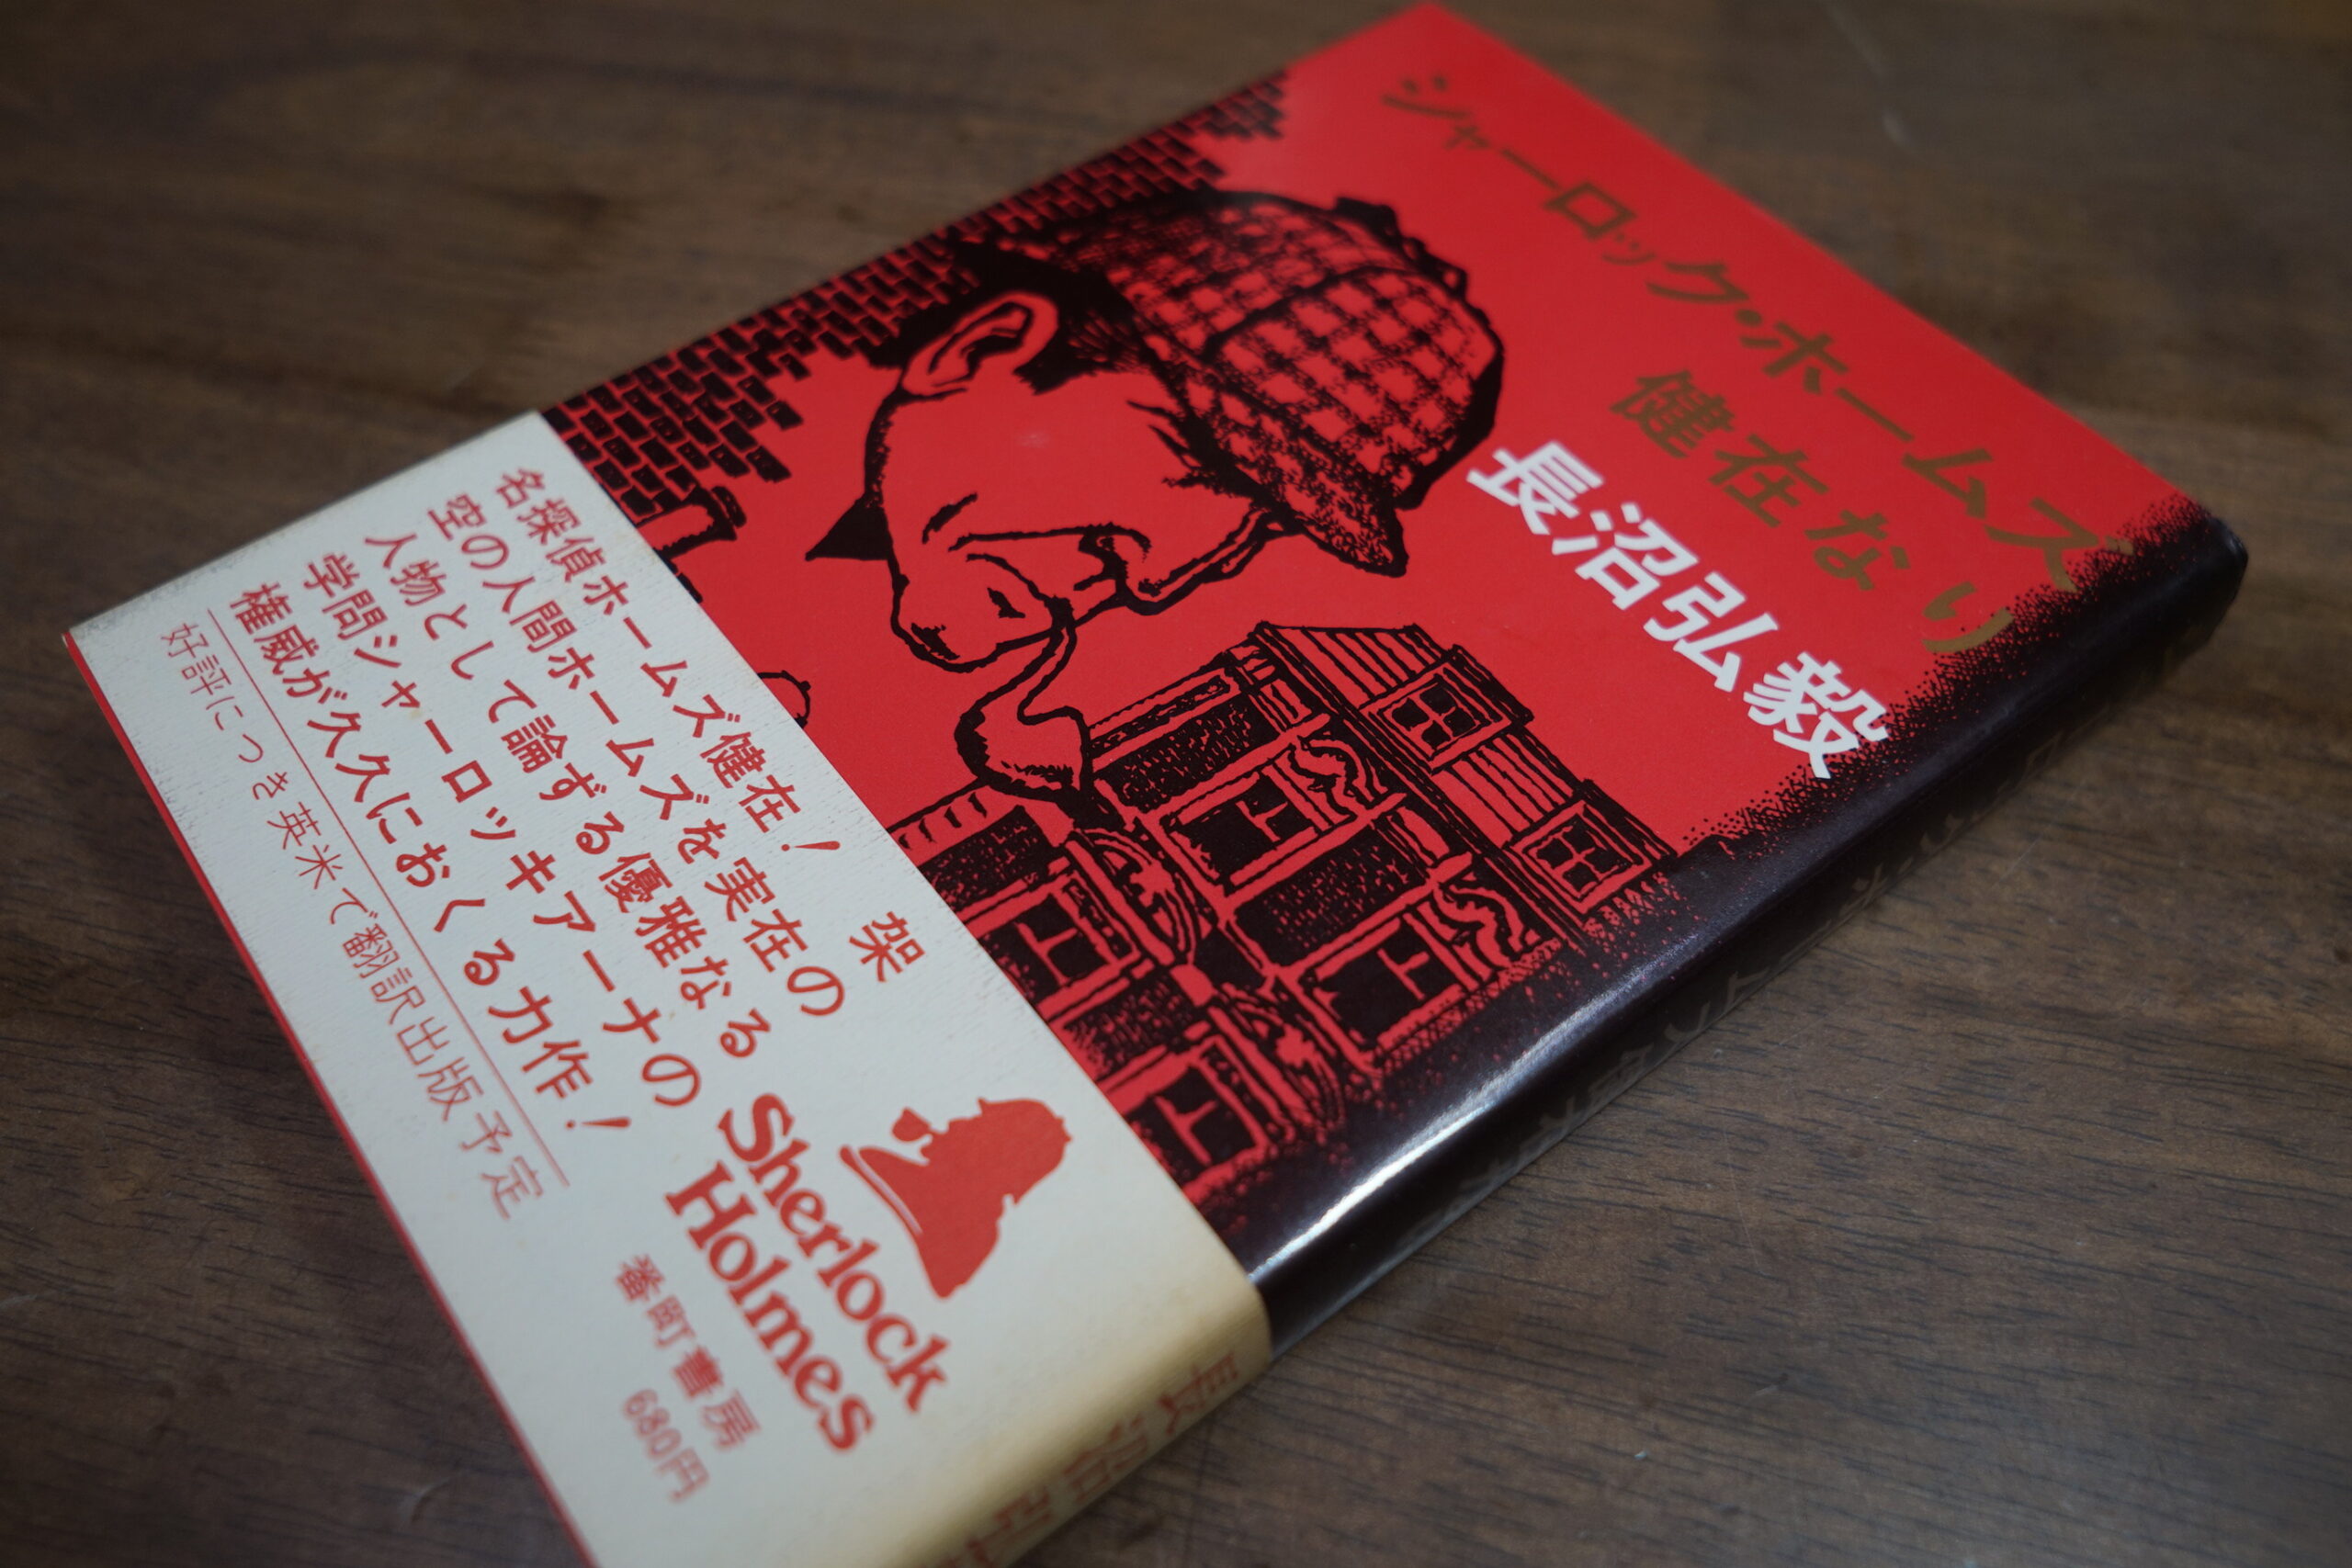 シャーロック・ホームズ
健在なり
長沼弘毅
名探偵ホームズ健在! 架
空の人間ホームズを実在の
人物として論ずる優雅なる
学問シャーロッキアーナの
権威が久久におくる力作!
好評につき英米で翻訳出版予定
Sherlock
Holmes
番町書房
680円
長沼弘